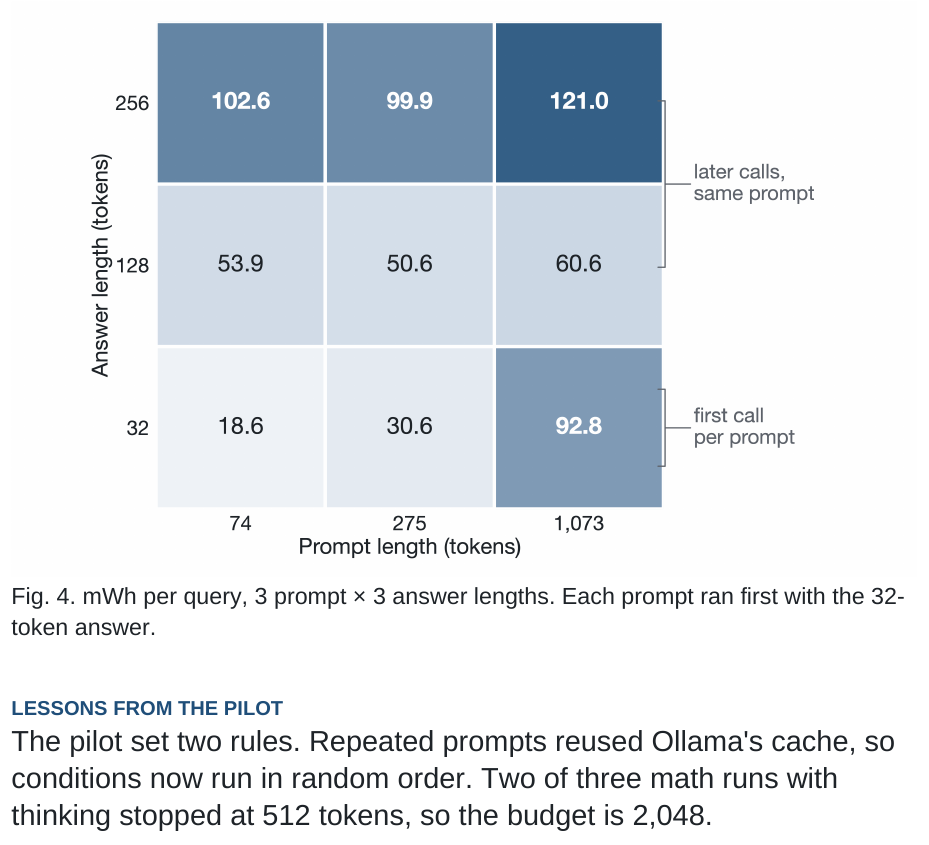 256
102.6
99.9
121.0
later calls,
same prompt
Answer length (tokens)
128
53.9
50.6
60.6
32
18.6
30.6
92.8
first call
per prompt
74
275
1,073
Prompt length (tokens)
Fig. 4. mWh per query, 3 prompt × 3 answer lengths. Each prompt ran first with the 32-
token answer.
LESSONS FROM THE PILOT
The pilot set two rules. Repeated prompts reused Ollama's cache, so
conditions now run in random order. Two of three math runs with
thinking stopped at 512 tokens, so the budget is 2,048.